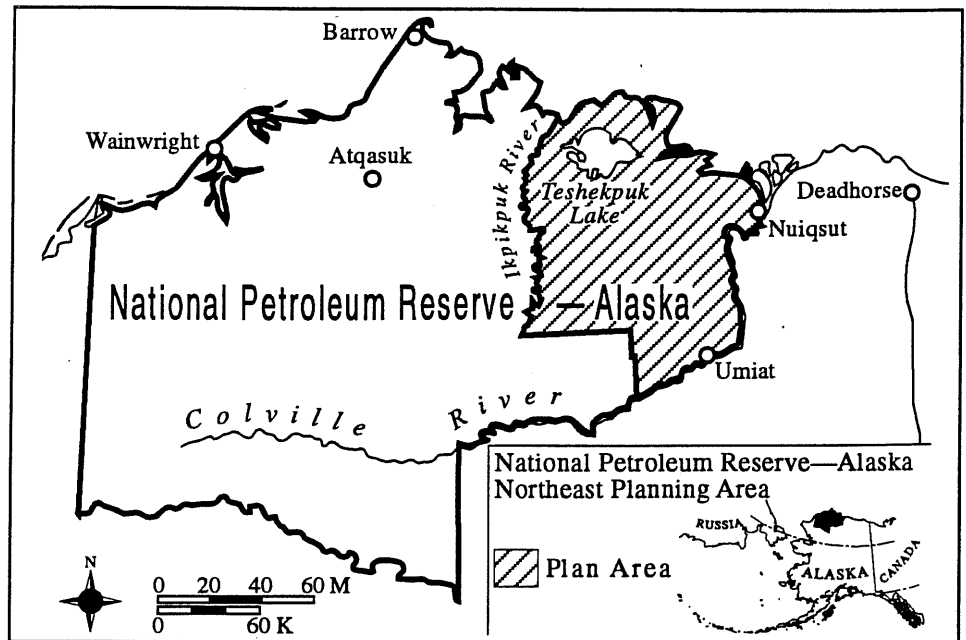 Barrow
Wainwright
Atqasuk
Ikpikpuk River
Teshekpuk
Lake
Deadhorse
Nuiqsut
National Petroleum Reserve — Alaska
Umiat
Colville River
National Petroleum Reserve—Alaska
Northeast Planning Area
RUSSIA
ALASKA
CANADA
Plan Area
N
0 20 40 60 M
0 60 K